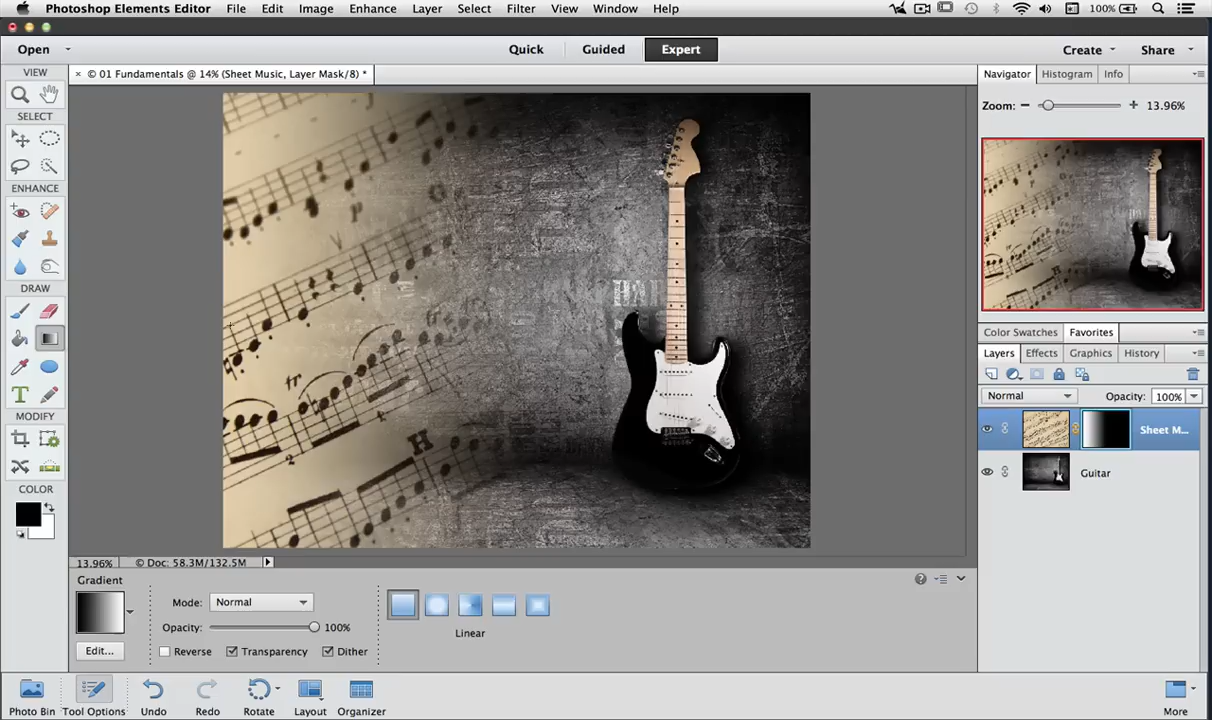 Photoshop Elements Editor File Edit Image Enhance Layer Select Filter View Window Help 100%
Open Quick Guided Expert Create Share
VIEW × © 01 Fundamentals @ 14% (Sheet Music, Layer Mask/8) * Navigator Histogram Info
Zoom: 13.96%
SELECT
ENHANCE
DRAW
Color Swatches Favorites
Layers Effects Graphics History
Normal Opacity: 100%
tr
T
MODIFY
Sheet M...
H
Guitar
COLOR
13.96% © Doc: 58.3M/132.5M
Gradient
Mode: Normal
Opacity: 100%
Linear
Edit... Reverse Transparency Dither
Photo Bin Tool Options Undo Redo Rotate Layout Organizer More